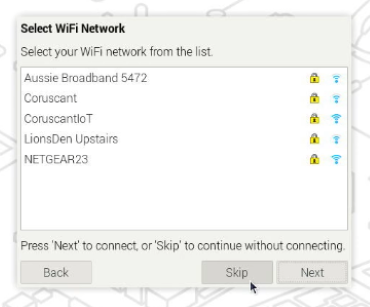 Select WiFi Network
Select your WiFi network from the list.
Aussie Broadband 5472
Coruscant
CoruscantIoT
LionsDen Upstairs
NETGEAR23
Press 'Next' to connect, or 'Skip' to continue without connecting.
Back Skip Next